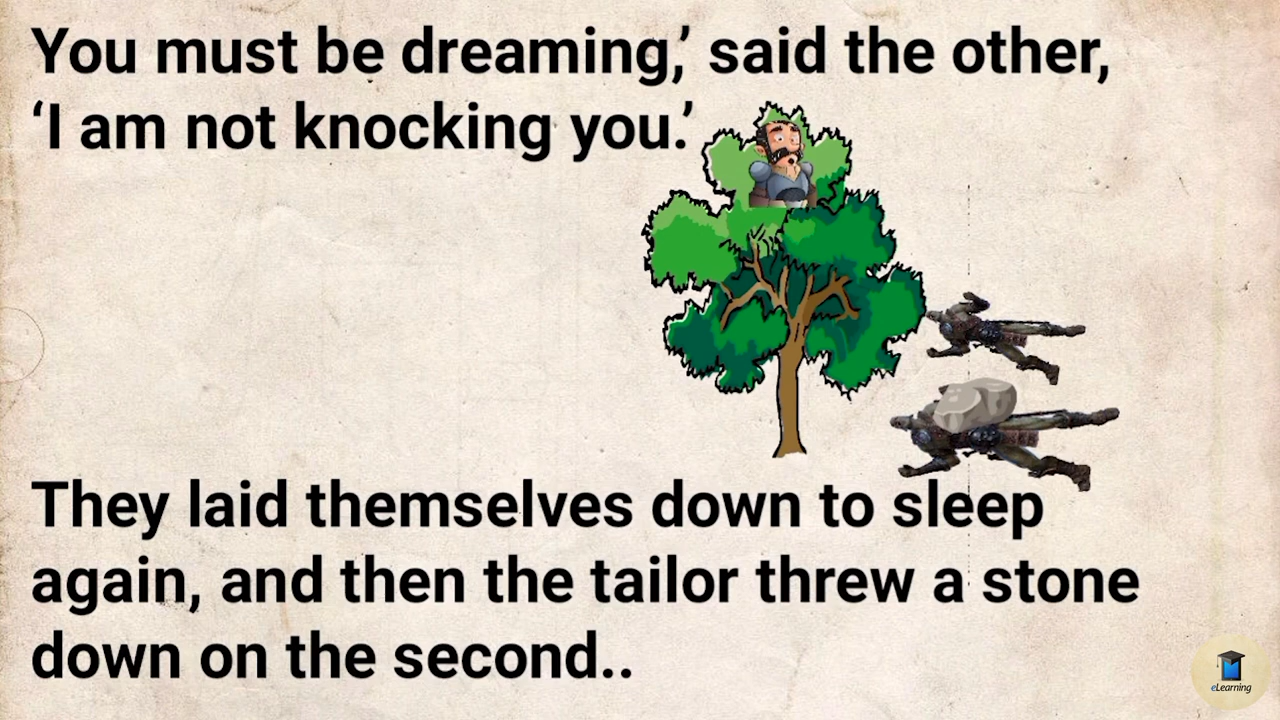 You must be dreaming,’ said the other,
‘I am not knocking you.’
They laid themselves down to sleep
again, and then the tailor threw a stone
down on the second..
eLearning